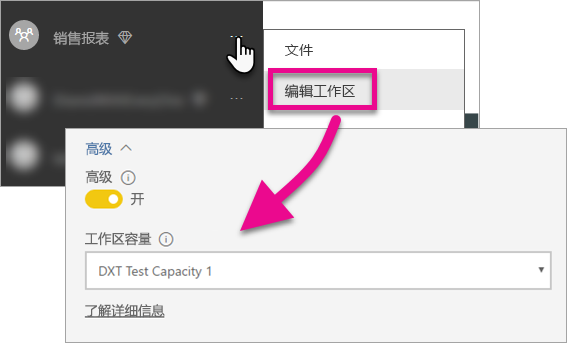 销售报表
...
文件
编辑工作区
...
高级
高级
开
工作区容量
DXT Test Capacity 1
了解详细信息